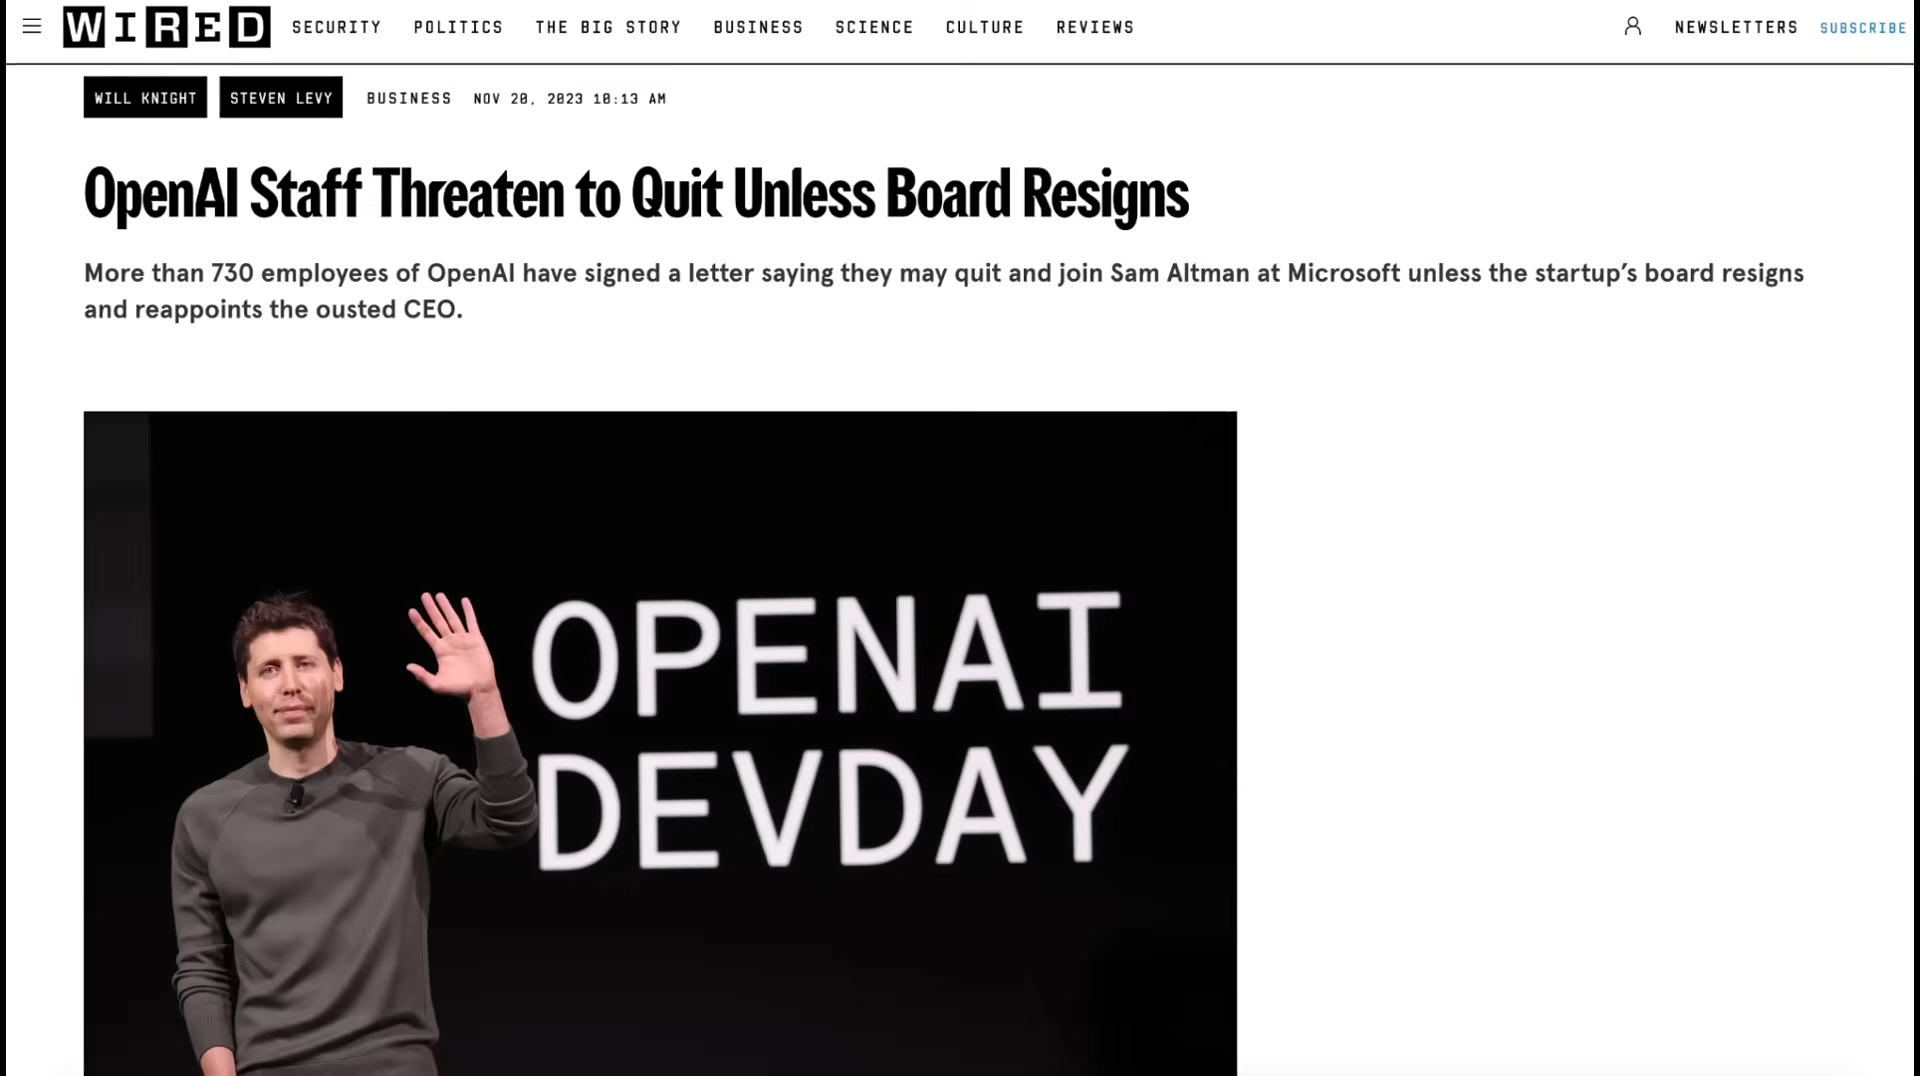 WIRED SECURITY POLITICS THE BIG STORY BUSINESS SCIENCE CULTURE REVIEWS NEWSLETTERS SUBSCRIBE
WILL KNIGHT STEVEN LEVY BUSINESS NOV 20, 2023 10:13 AM
OpenAI Staff Threaten to Quit Unless Board Resigns
More than 730 employees of OpenAI have signed a letter saying they may quit and join Sam Altman at Microsoft unless the startup’s board resigns
and reappoints the ousted CEO.
OPENAI
DEVDAY